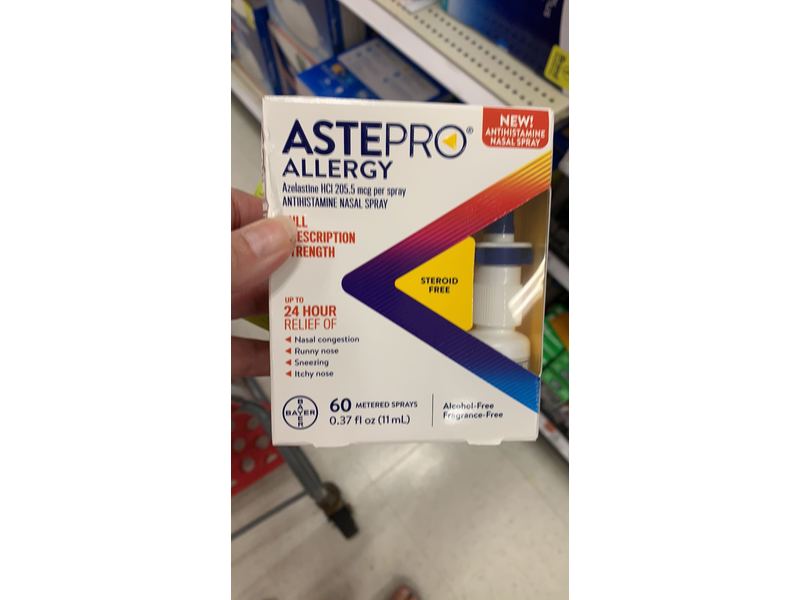 ASTEPRO®
ALLERGY
Azelastine HCl 205.5 mcg per spray
ANTIHISTAMINE NASAL SPRAY
NEW!
ANTIHISTAMINE
NASAL SPRAY
STRENGTH
STEROID
FREE
UP TO
24 HOUR
RELIEF OF
Nasal congestion
Runny nose
Sneezing
Itchy nose
BAYER
BAYER
60 METERED SPRAYS
0.37 fl oz (11 mL)
Alcohol-Free
Fragrance-Free